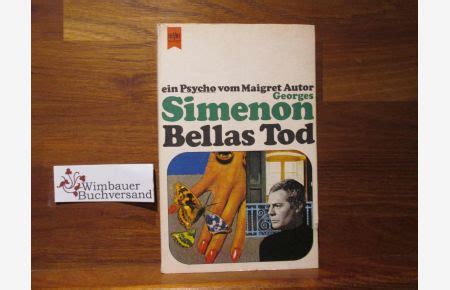 ein Psycho vom Maigret Autor
Georges
Simenon
Bellas Tod
Wimbauer
Buchversand